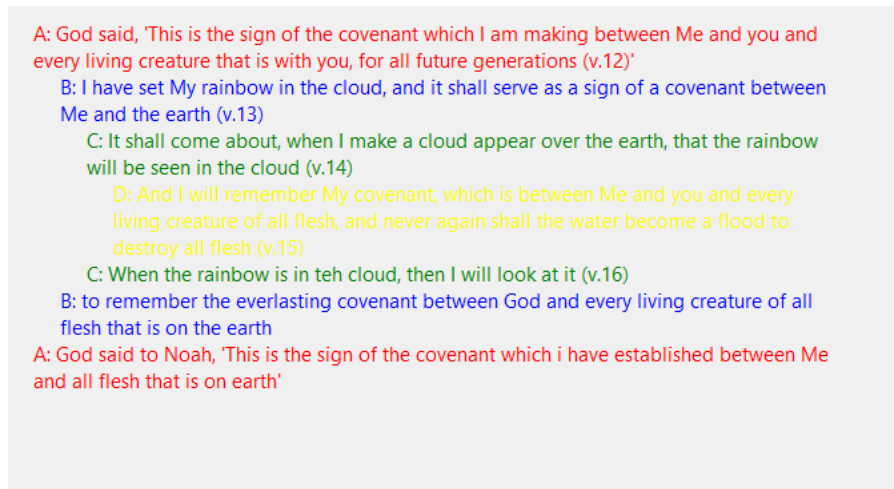 A: God said, 'This is the sign of the covenant which I am making between Me and you and
every living creature that is with you, for all future generations (v.12)'
B: I have set My rainbow in the cloud, and it shall serve as a sign of a covenant between
Me and the earth (v.13)
C: It shall come about, when I make a cloud appear over the earth, that the rainbow
will be seen in the cloud (v.14)
D: And I will remember My covenant, which is between Me and you and every
living creature of all flesh, and never again shall the water become a flood to
destroy all flesh (v.15)
C: When the rainbow is in teh cloud, then I will look at it (v.16)
B: to remember the everlasting covenant between God and every living creature of all
flesh that is on the earth
A: God said to Noah, 'This is the sign of the covenant which i have established between Me
and all flesh that is on earth'